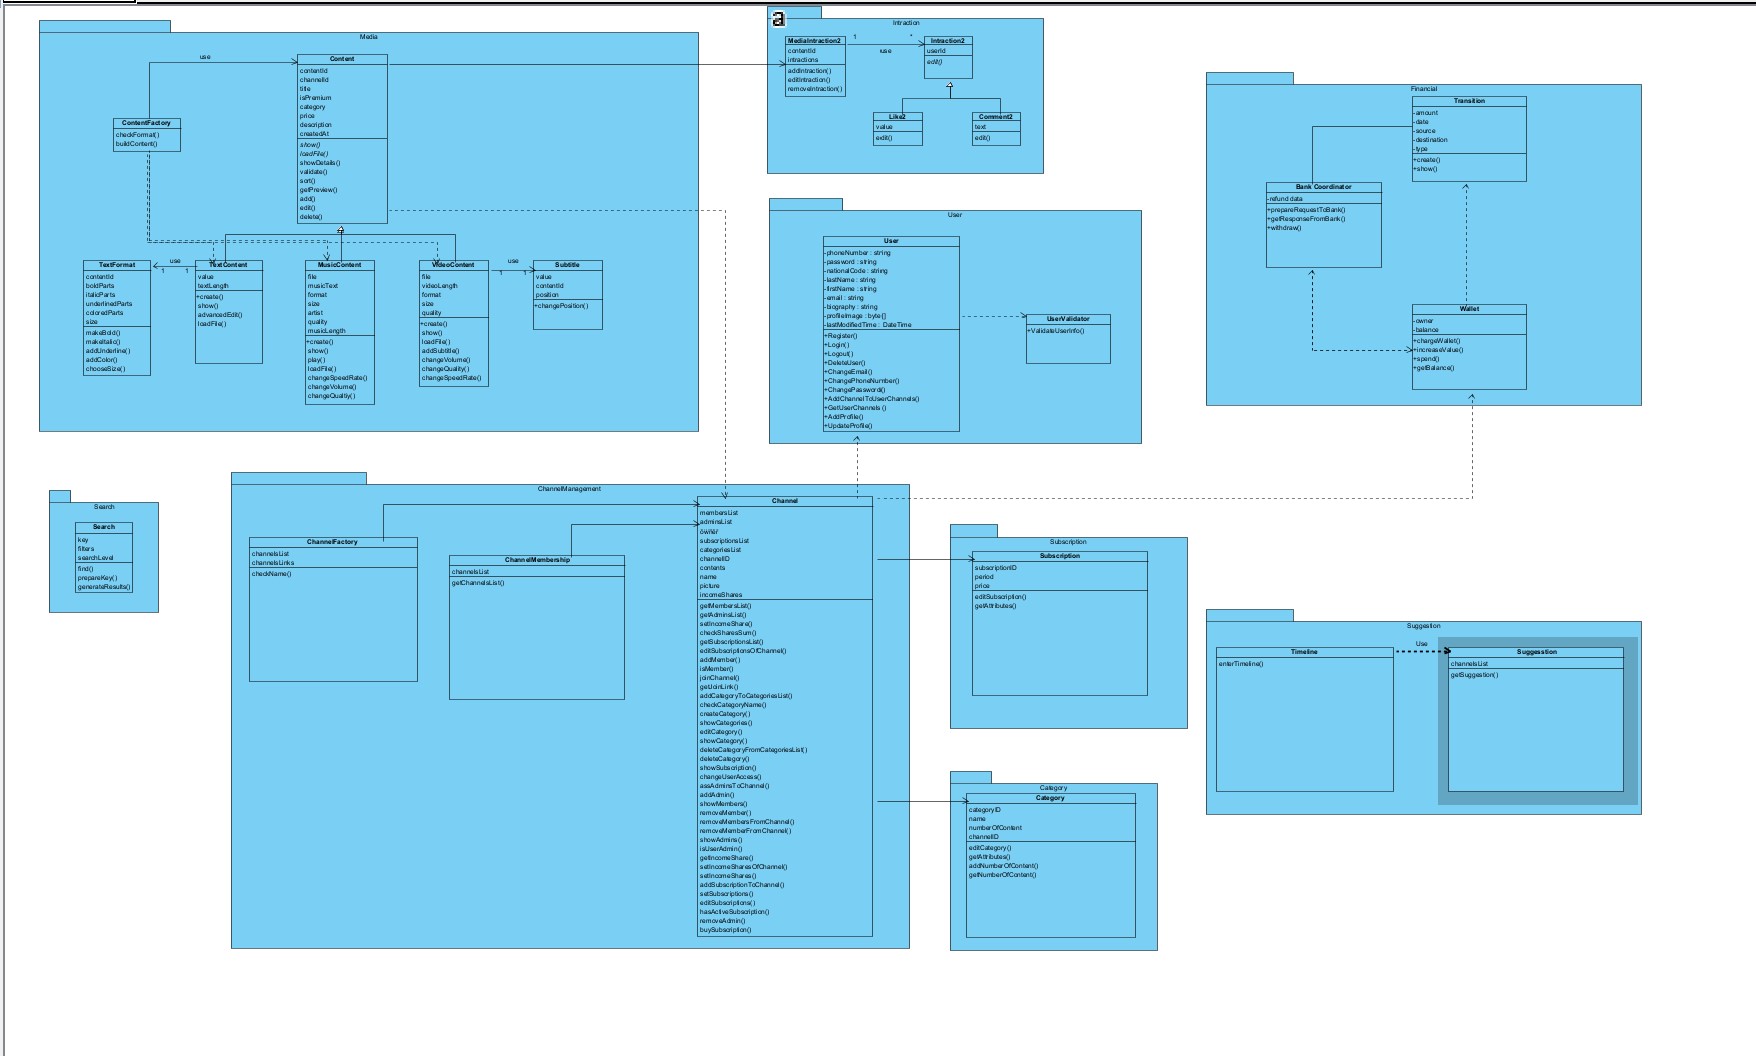 Media
use
Content
contentId
channelId
title
isPremium
category
price
description
createdAt
show()
loadFile()
showDetails()
validate()
sort()
getPreview()
add()
edit()
delete()
ContentFactory
checkFormat()
buildContent()
TextFormat
contentId
boldParts
italicParts
underlinedParts
coloredParts
size
makeBold()
makeItalic()
addUnderline()
addColor()
chooseSize()
use
1
1
TextContent
value
textLength
+create()
show()
advancedEdit()
loadFile()
MusicContent
file
musicText
format
size
artist
quality
musicLength
+create()
show()
play()
loadFile()
changeSpeedRate()
changeVolume()
changeQualtiy()
VideoContent
file
videoLength
format
size
quality
+create()
show()
loadFile()
addSubtitle()
changeVolume()
changeQuality()
changeSpeedRate()
use
1
1
Subtitle
value
contentId
position
+changePosition()
a
Intraction
MediaIntraction2
contentId
intractions
addIntraction()
editIntraction()
removeIntraction()
1
*
use
Intraction2
userId
edit()
Like2
value
edit()
Comment2
text
edit()
User
User
-phoneNumber : string
-password : string
-nationalCode : string
-lastName : string
-firstName : string
-email : string
-biography : string
-profileImage : byte[]
-lastModifiedTime : DateTime
+Register()
+Login()
+Logout()
+DeleteUser()
+ChangeEmail()
+ChangePhoneNumber()
+ChangePassword()
+AddChannelToUserChannels()
+GetUserChannels ()
+AddProfile()
+UpdateProfile()
UserValidator
+ValidateUserInfo()
Financial
Transition
-amount
-date
-source
-destination
-type
+create()
+show()
Bank Coordinator
-refund data
+prepareRequestToBank()
+getResponseFromBank()
+withdraw()
Wallet
-owner
-balance
+chargeWallet()
+increaseValue()
+spend()
+getBalance()
Search
Search
key
filters
searchLevel
find()
prepareKey()
generateResults()
ChannelManagement
ChannelFactory
channelsList
channelsLinks
checkName()
ChannelMembership
channelsList
getChannelsList()
Channel
membersList
adminsList
owner
subscriptionsList
categoriesList
channelID
contents
name
picture
incomeShares
getMembersList()
getAdminsList()
setIncomeShare()
checkSharesSum()
getSubscriptionsList()
editSubscriptionsOfChannel()
addMember()
isMember()
joinChannel()
getJoinLink()
addCategoryToCategoriesList()
checkCategoryName()
createCategory()
showCategories()
editCategory()
showCategory()
deleteCategoryFromCategoriesList()
deleteCategory()
showSubscription()
changeUserAccess()
assAdminsToChannel()
addAdmin()
showMembers()
removeMember()
removeMembersFromChannel()
removeMemberFromChannel()
showAdmins()
isUserAdmin()
getIncomeShare()
setIncomeSharesOfChannel()
setIncomeShares()
addSubscriptionToChannel()
setSubscriptions()
editSubscriptions()
hasActiveSubscription()
removeAdmin()
buySubscription()
Subscription
Subscription
subscriptionID
period
price
editSubscription()
getAttributes()
Category
Category
categoryID
name
numberOfContent
channelID
editCategory()
getAttributes()
addNumberOfContent()
getNumberOfContent()
Suggestion
Timeline
enterTimeline()
Use
Suggesstion
channelsList
getSuggestion()